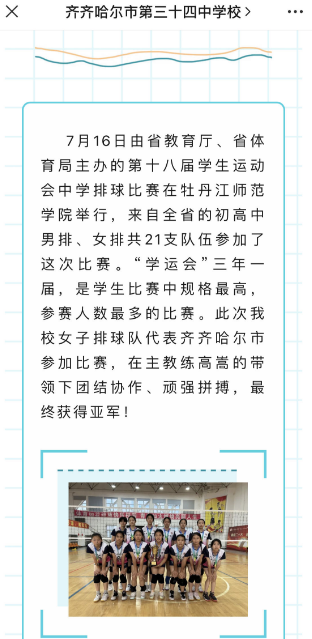 齐齐哈尔市第三十四中学校
7月16日由省教育厅、省体
育局主办的第十八届学生运动
会中学排球比赛在牡丹江师范
学院举行，来自全省的初高中
男排、女排共21支队伍参加了
这次比赛。“学运会”三年一
届，是学生比赛中规格最高，
参赛人数最多的比赛。此次我
校女子排球队代表齐齐哈尔市
参加比赛，在主教练高嵩的带
领下团结协作、顽强拼搏，最
终获得亚军！